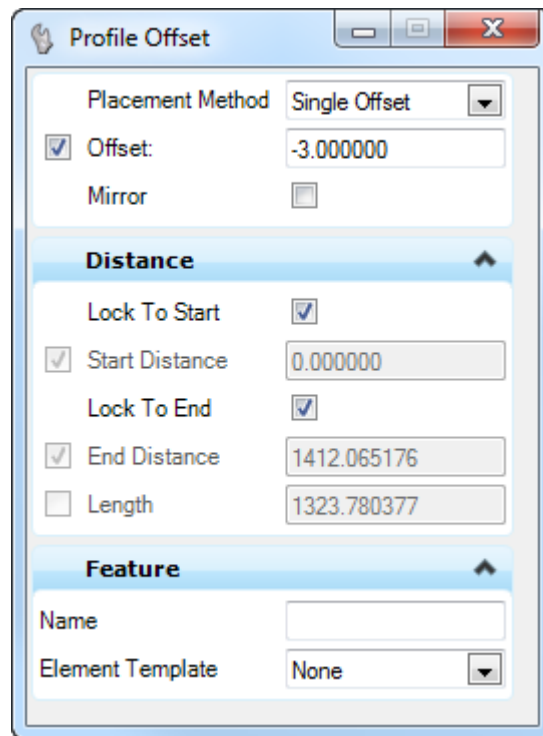 Profile Offset
Placement Method Single Offset
Offset: -3.000000
Mirror
Distance
Lock To Start
Start Distance 0.000000
Lock To End
End Distance 1412.065176
Length 1323.780377
Feature
Name
Element Template None